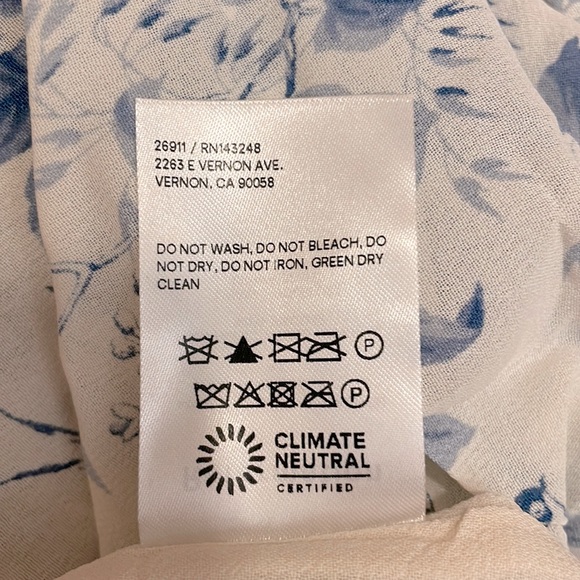 26911 / RN143248
2263 E VERNON AVE.
VERNON, CA 90058
DO NOT WASH, DO NOT BLEACH, DO
NOT DRY, DO NOT IRON, GREEN DRY
CLEAN
P
P
CLIMATE
NEUTRAL
CERTIFIED